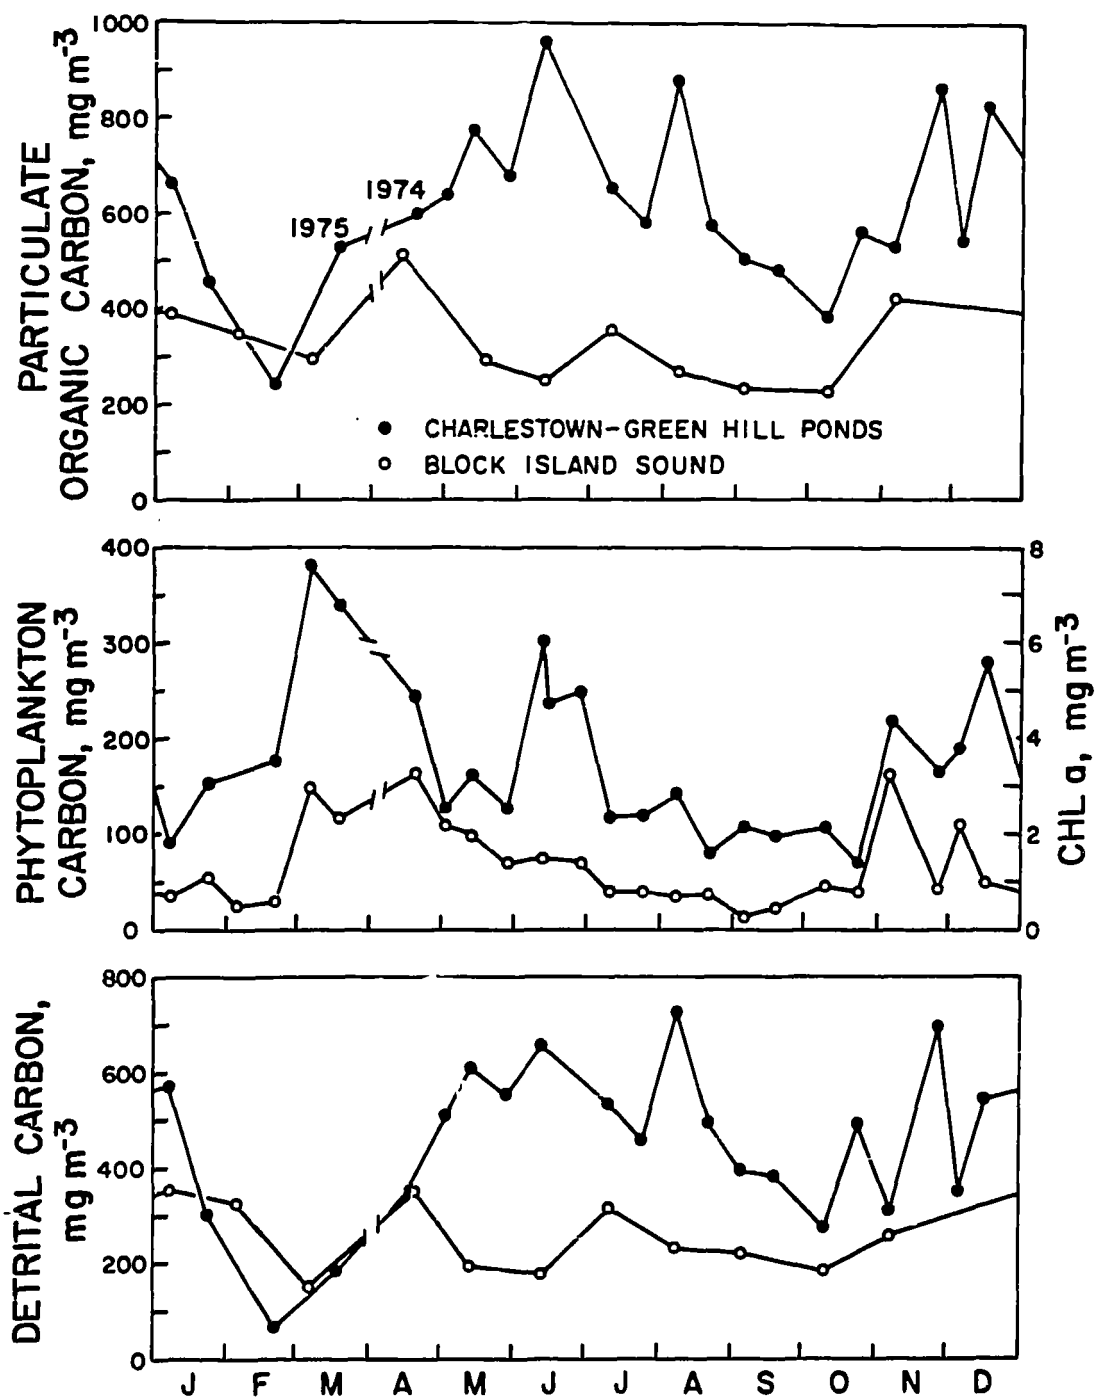 PARTICULATE
ORGANIC CARBON, mg m⁻³
1000
800
600
400
200
0
1975
1974
● CHARLESTOWN-GREEN HILL PONDS
○ BLOCK ISLAND SOUND
PHYTOPLANKTON
CARBON, mg m⁻³
400
300
200
100
0
8
6
4
2
0
CHL a, mg m⁻³
DETRITAL CARBON,
mg m⁻³
800
600
400
200
0
J F M A M J J A S O N D